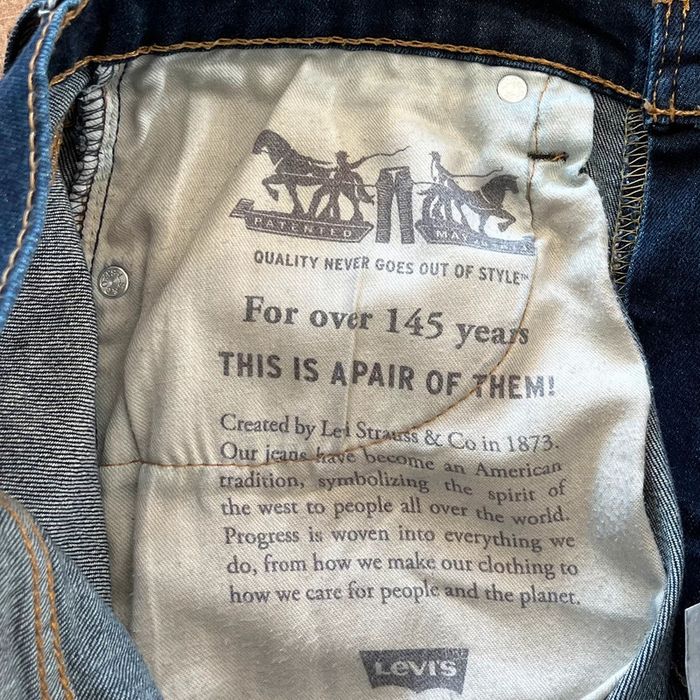 PATENTED MAY
QUALITY NEVER GOES OUT OF STYLE™
For over 145 years
THIS IS APAIR OF THEM!
Created by Levi Strauss & Co in 1873.
Our jeans have become an American
tradition, symbolizing the spirit of
the west to people all over the world.
Progress is woven into everything we
do, from how we make our clothing to
how we care for people and the planet.
LEVI'S